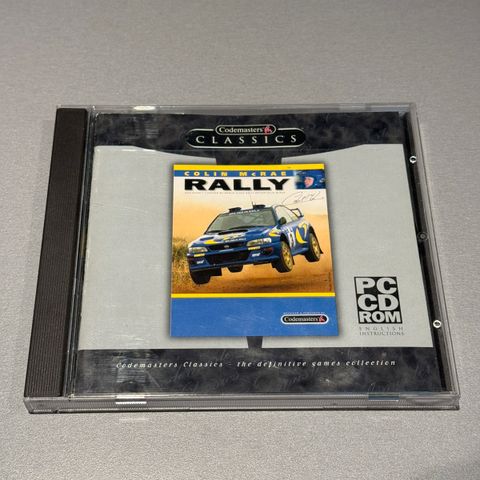 Codemasters
CLASSICS
COLIN McRAE
RALLY
Codemasters
PC
CD
ROM
ENGLISH
INSTRUCTIONS
Codemasters Classics - the definitive games collection